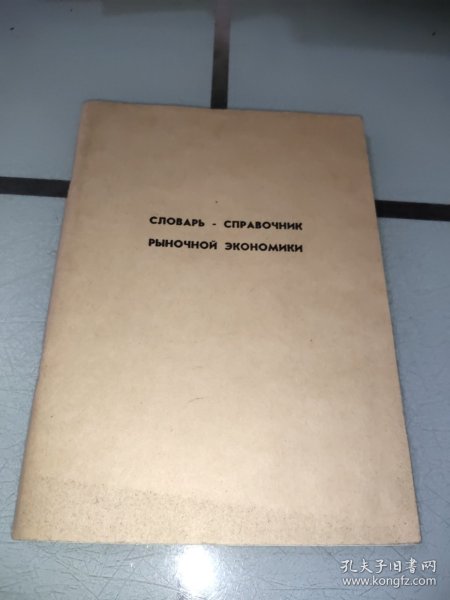 СЛОВАРЬ - СПРАВОЧНИК
РЫНОЧНОЙ ЭКОНОМИКИ
孔夫子旧书网
www.kongfz.com